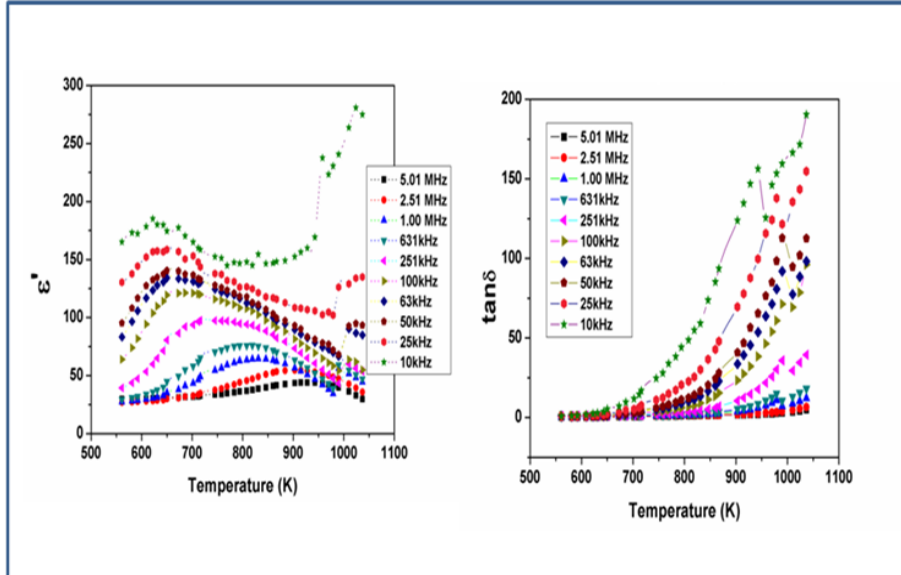 300
250
200
150
100
50
0
ε'
500 600 700 800 900 1000 1100
Temperature (K)
5.01 MHz
2.51 MHz
1.00 MHz
631kHz
251kHz
100kHz
63kHz
50kHz
25kHz
10kHz
200
150
100
50
0
tanδ
500 600 700 800 900 1000 1100
Temperature (K)
5.01 MHz
2.51 MHz
1.00 MHz
631kHz
251kHz
100kHz
63kHz
50kHz
25kHz
10kHz